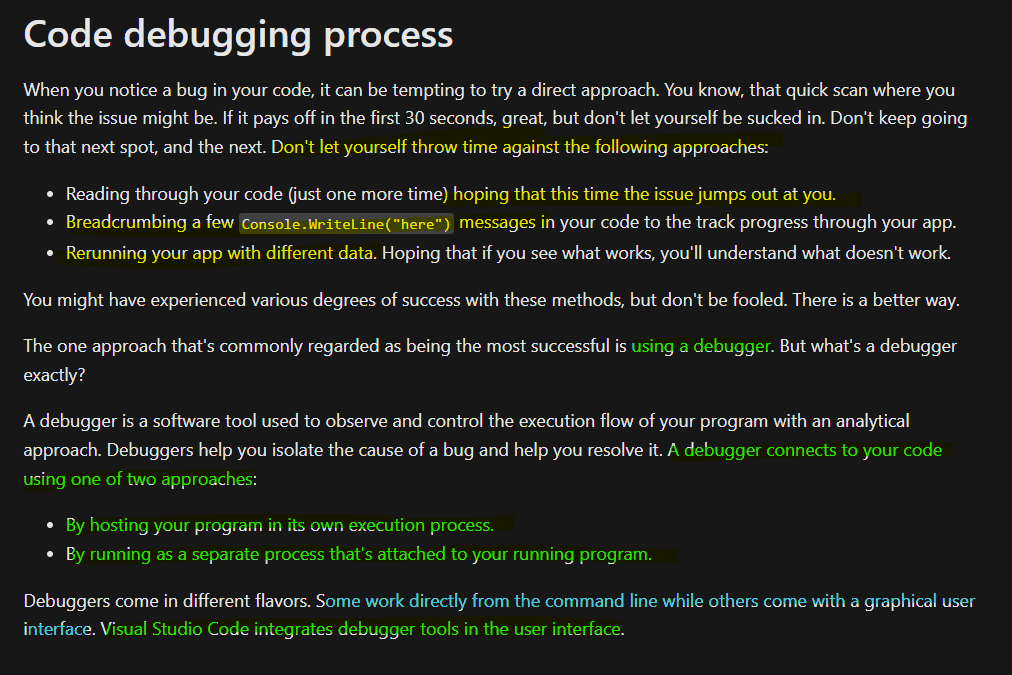 Code debugging process
When you notice a bug in your code, it can be tempting to try a direct approach. You know, that quick scan where you
think the issue might be. If it pays off in the first 30 seconds, great, but don't let yourself be sucked in. Don't keep going
to that next spot, and the next. Don't let yourself throw time against the following approaches:
• Reading through your code (just one more time) hoping that this time the issue jumps out at you.
• Breadcrumbing a few Console.WriteLine("here") messages in your code to the track progress through your app.
• Rerunning your app with different data. Hoping that if you see what works, you'll understand what doesn't work.
You might have experienced various degrees of success with these methods, but don't be fooled. There is a better way.
The one approach that's commonly regarded as being the most successful is using a debugger. But what's a debugger
exactly?
A debugger is a software tool used to observe and control the execution flow of your program with an analytical
approach. Debuggers help you isolate the cause of a bug and help you resolve it. A debugger connects to your code
using one of two approaches:
• By hosting your program in its own execution process.
• By running as a separate process that's attached to your running program.
Debuggers come in different flavors. Some work directly from the command line while others come with a graphical user
interface. Visual Studio Code integrates debugger tools in the user interface.